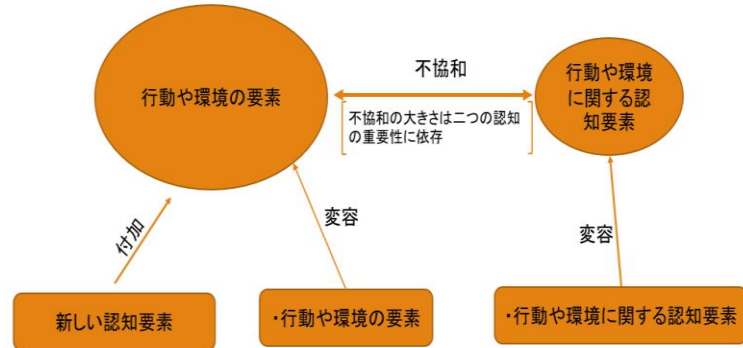 不協和
行動や環境の要素
行動や環境
に関する認
知要素
不協和の大きさは二つの認知
の重要性に依存
付加
変容
変容
新しい認知要素
・行動や環境の要素
・行動や環境に関する認知要素